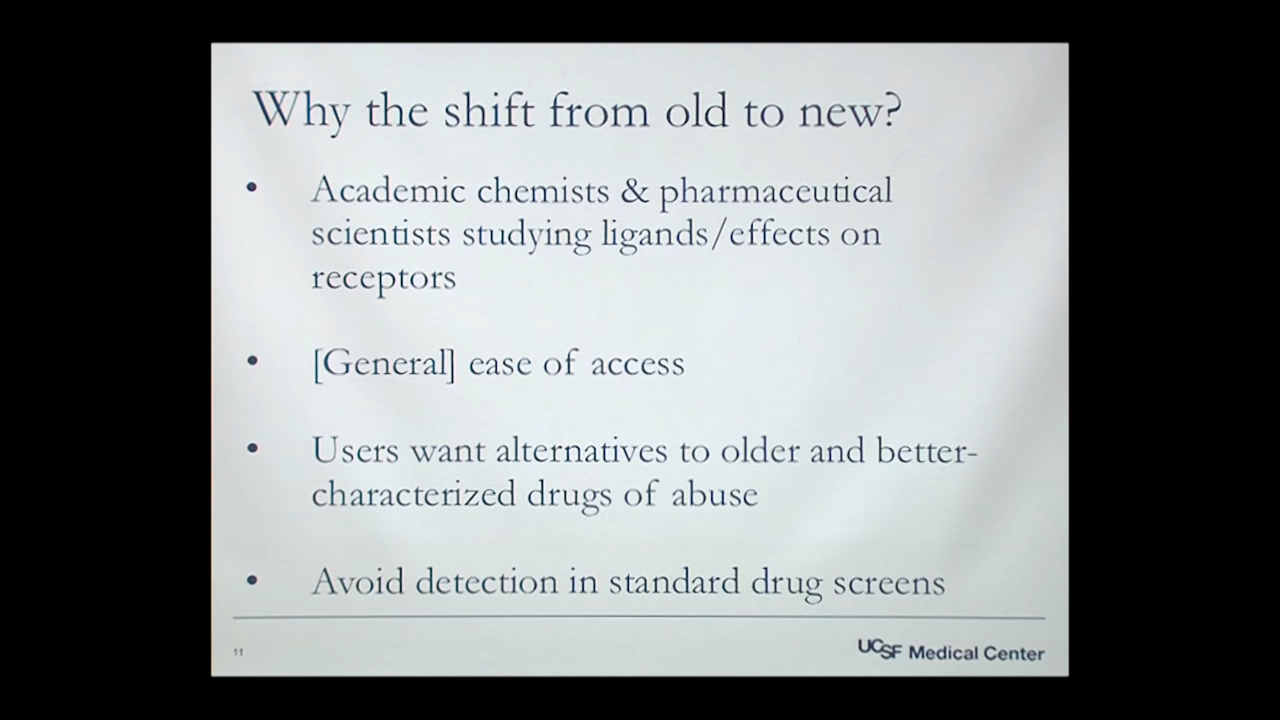 Why the shift from old to new?
• Academic chemists & pharmaceutical
scientists studying ligands/effects on
receptors
• [General] ease of access
• Users want alternatives to older and better-
characterized drugs of abuse
• Avoid detection in standard drug screens
11
UCSF Medical Center